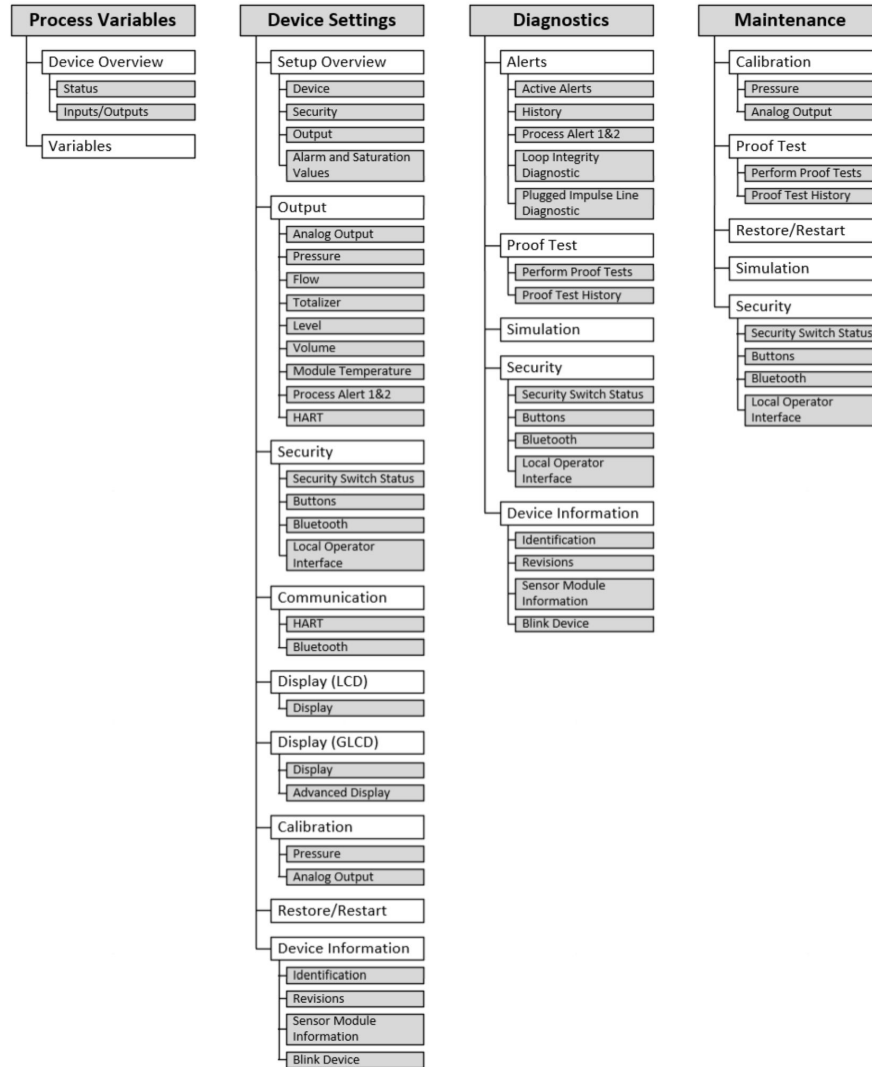 Process Variables
Device Overview
Status
Inputs/Outputs
Variables
Device Settings
Setup Overview
Device
Security
Output
Alarm and Saturation
Values
Output
Analog Output
Pressure
Flow
Totalizer
Level
Volume
Module Temperature
Process Alert 1&2
HART
Security
Security Switch Status
Buttons
Bluetooth
Local Operator
Interface
Communication
HART
Bluetooth
Display (LCD)
Display
Display (GLCD)
Display
Advanced Display
Calibration
Pressure
Analog Output
Restore/Restart
Device Information
Identification
Revisions
Sensor Module
Information
Blink Device
Diagnostics
Alerts
Active Alerts
History
Process Alert 1&2
Loop Integrity
Diagnostic
Plugged Impulse Line
Diagnostic
Proof Test
Perform Proof Tests
Proof Test History
Simulation
Security
Security Switch Status
Buttons
Bluetooth
Local Operator
Interface
Device Information
Identification
Revisions
Sensor Module
Information
Blink Device
Maintenance
Calibration
Pressure
Analog Output
Proof Test
Perform Proof Tests
Proof Test History
Restore/Restart
Simulation
Security
Security Switch Status
Buttons
Bluetooth
Local Operator
Interface